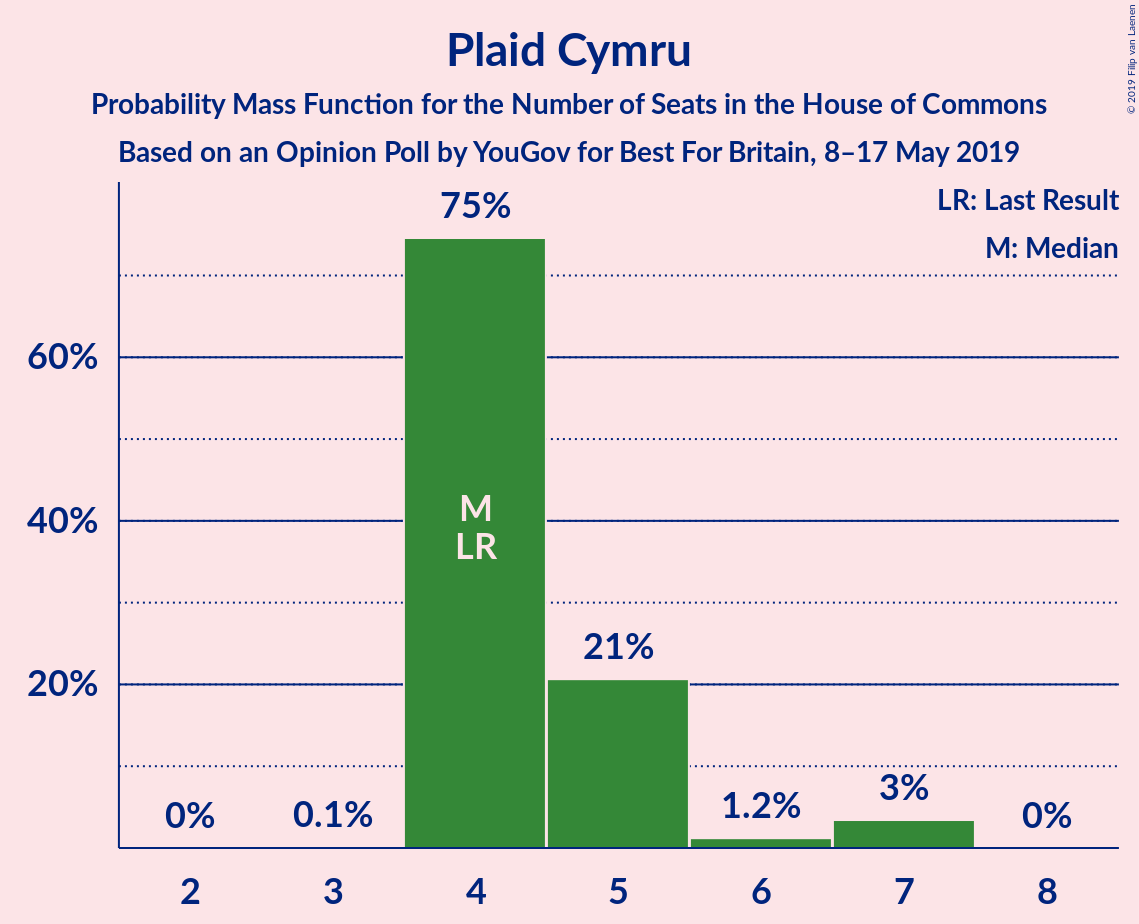 Plaid Cymru
Probability Mass Function for the Number of Seats in the House of Commons
Based on an Opinion Poll by YouGov for Best For Britain, 8–17 May 2019
© 2019 Filip van Laenen
LR: Last Result
M: Median
75%
60%
40%
20%
M
LR
21%
0%
0.1%
1.2%
3%
0%
2
3
4
5
6
7
8